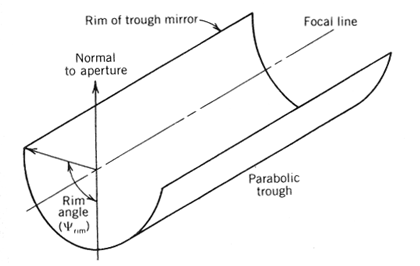 Rim of trough mirror
Focal line
Normal
to aperture
Rim
angle
(Ψrim)
Parabolic
trough